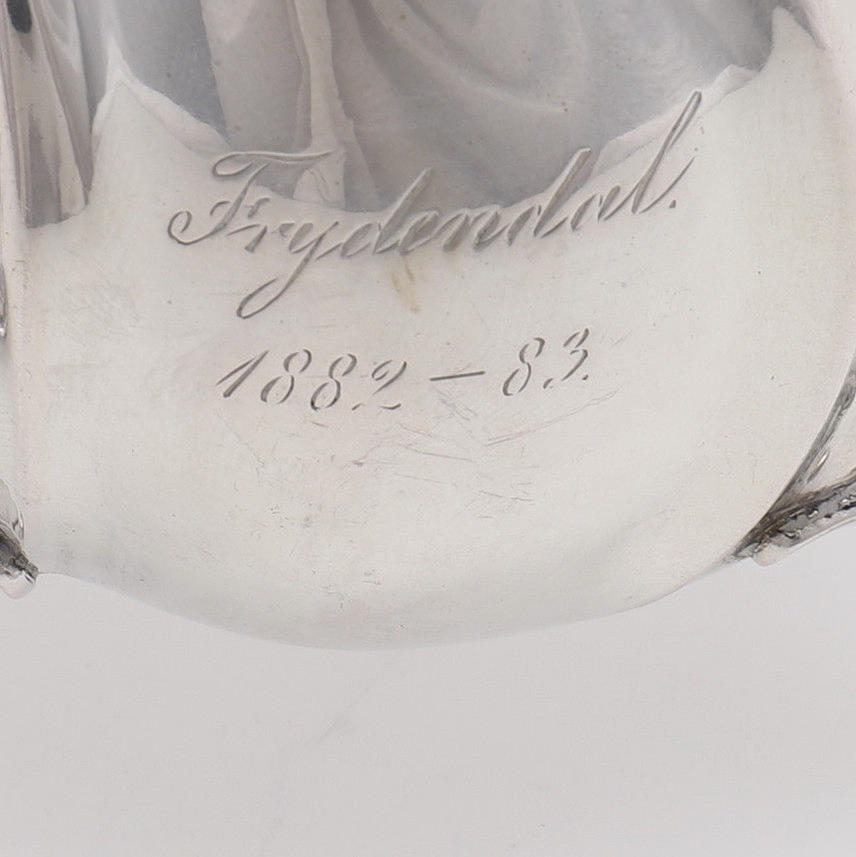 Frydendal.
1882 – 83.